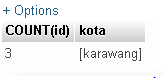 + Options
COUNT(id) kota
3 [karawang]